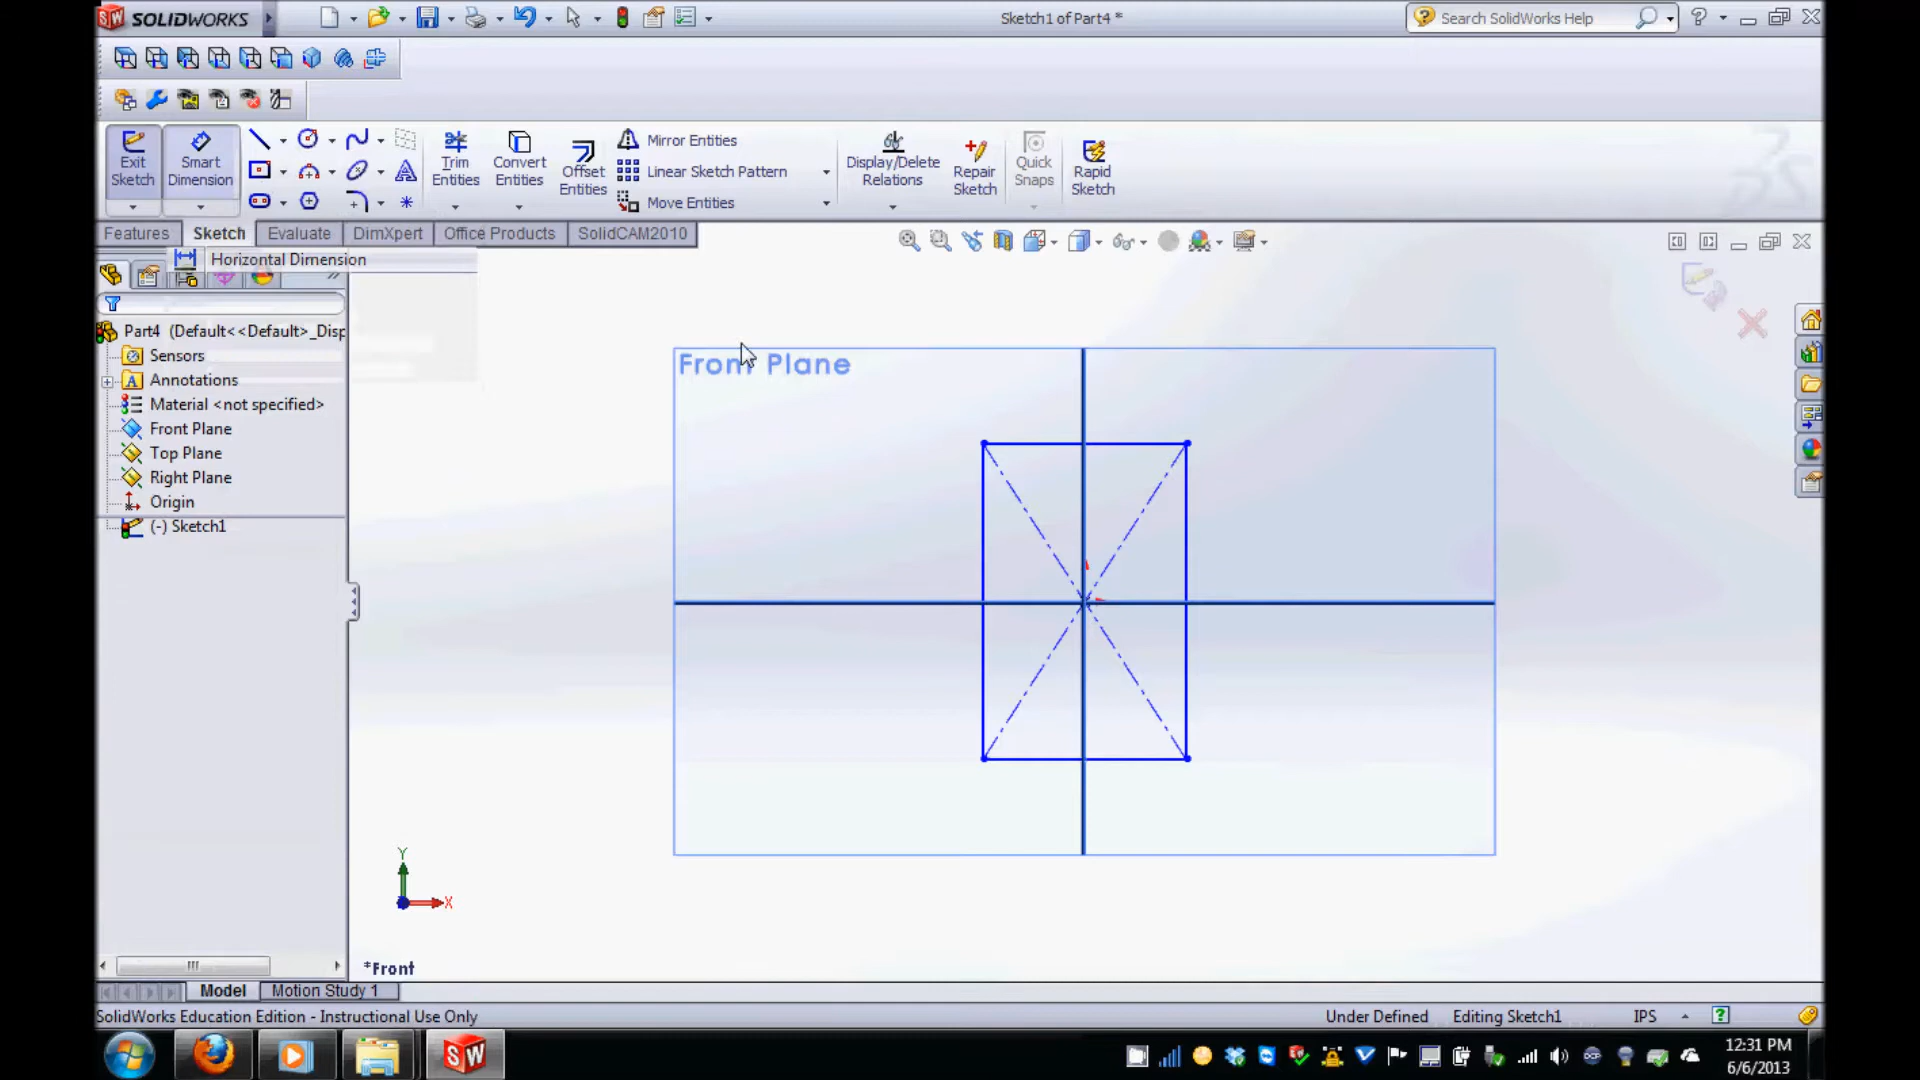 SOLIDWORKS
Sketch1 of Part4 *
Search SolidWorks Help
Exit Sketch
Smart Dimension
Trim Entities
Convert Entities
Offset Entities
Mirror Entities
Linear Sketch Pattern
Move Entities
Display/Delete Relations
Repair Sketch
Quick Snaps
Rapid Sketch
Features Sketch Evaluate DimXpert Office Products SolidCAM2010
Horizontal Dimension
Part4 (Default<<Default>_Disp
Sensors
Annotations
Material <not specified>
Front Plane
Top Plane
Right Plane
Origin
(-) Sketch1
Front Plane
Y
X
*Front
Model Motion Study 1
SolidWorks Education Edition - Instructional Use Only
Under Defined Editing Sketch1 IPS
12:31 PM
6/6/2013